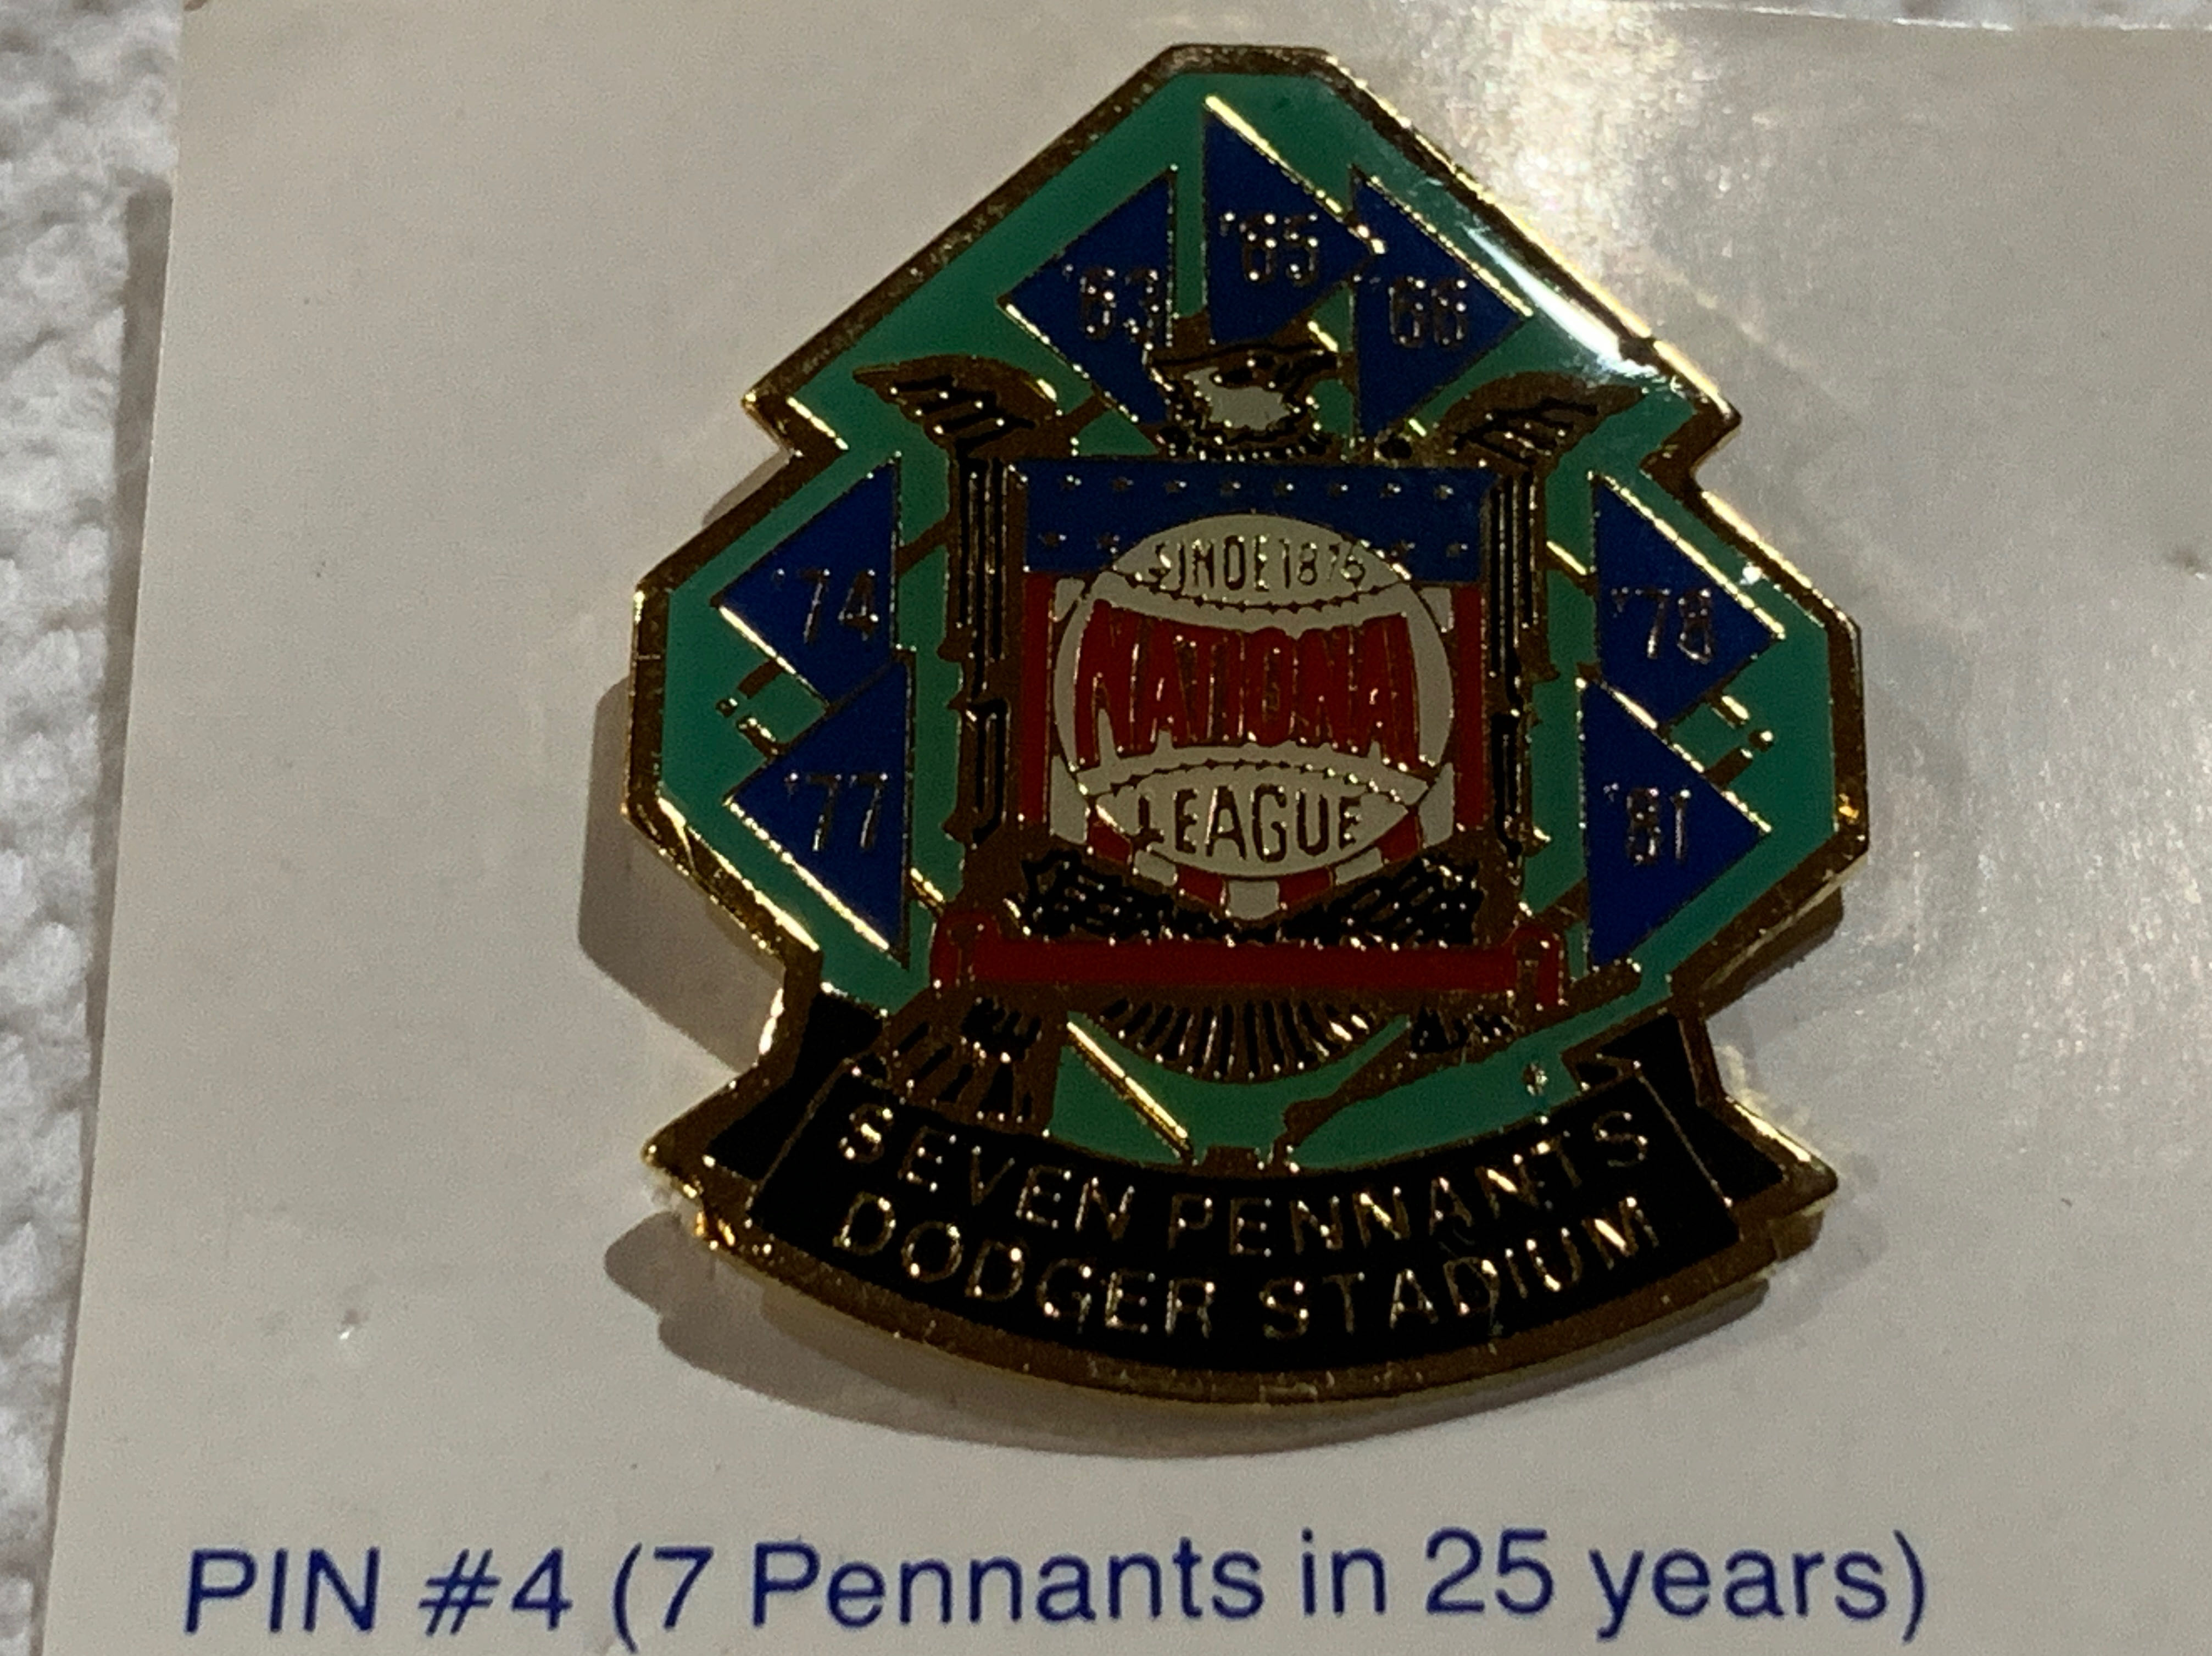 '65
'63
'66
SINCE 1876
'74
'78
NATIONAL
LEAGUE
'77
'81
SEVEN PENNANTS
DODGER STADIUM
PIN #4 (7 Pennants in 25 years)